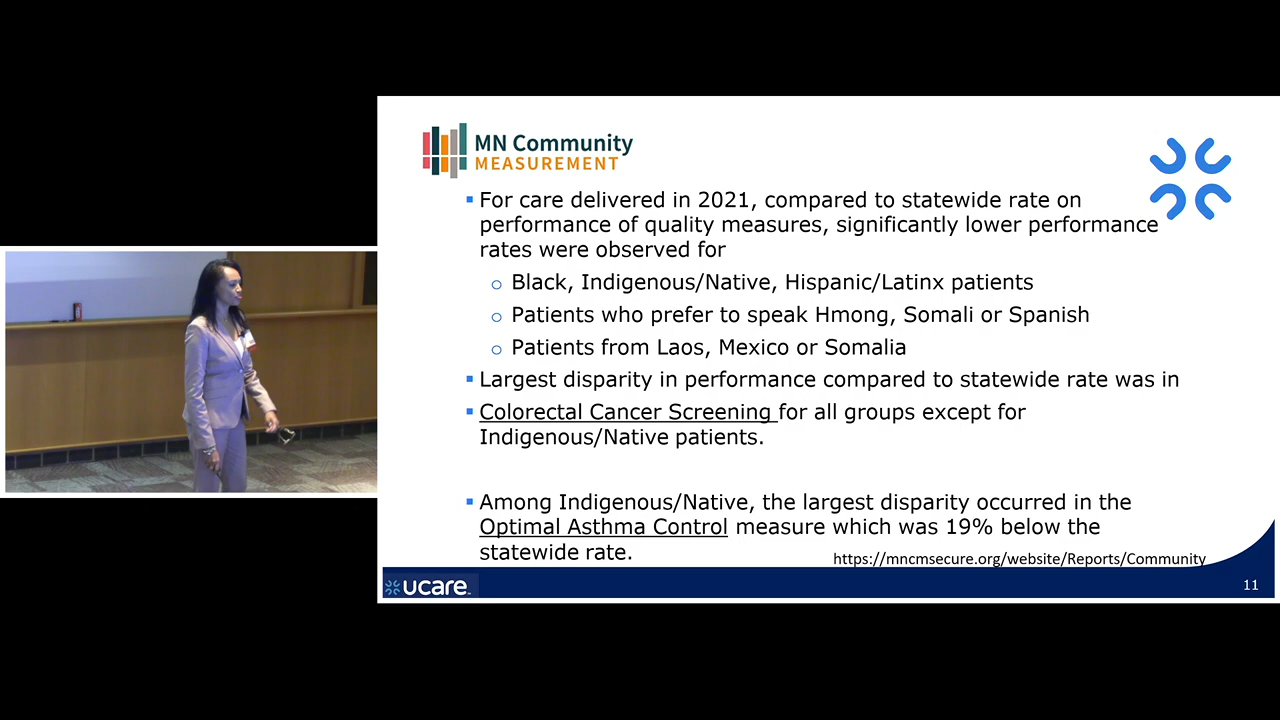 MN Community
MEASUREMENT
▪ For care delivered in 2021, compared to statewide rate on
performance of quality measures, significantly lower performance
rates were observed for
o Black, Indigenous/Native, Hispanic/Latinx patients
o Patients who prefer to speak Hmong, Somali or Spanish
o Patients from Laos, Mexico or Somalia
▪ Largest disparity in performance compared to statewide rate was in
▪ Colorectal Cancer Screening for all groups except for
Indigenous/Native patients.
▪ Among Indigenous/Native, the largest disparity occurred in the
Optimal Asthma Control measure which was 19% below the
statewide rate.
https://mncmsecure.org/website/Reports/Community
ucare
11